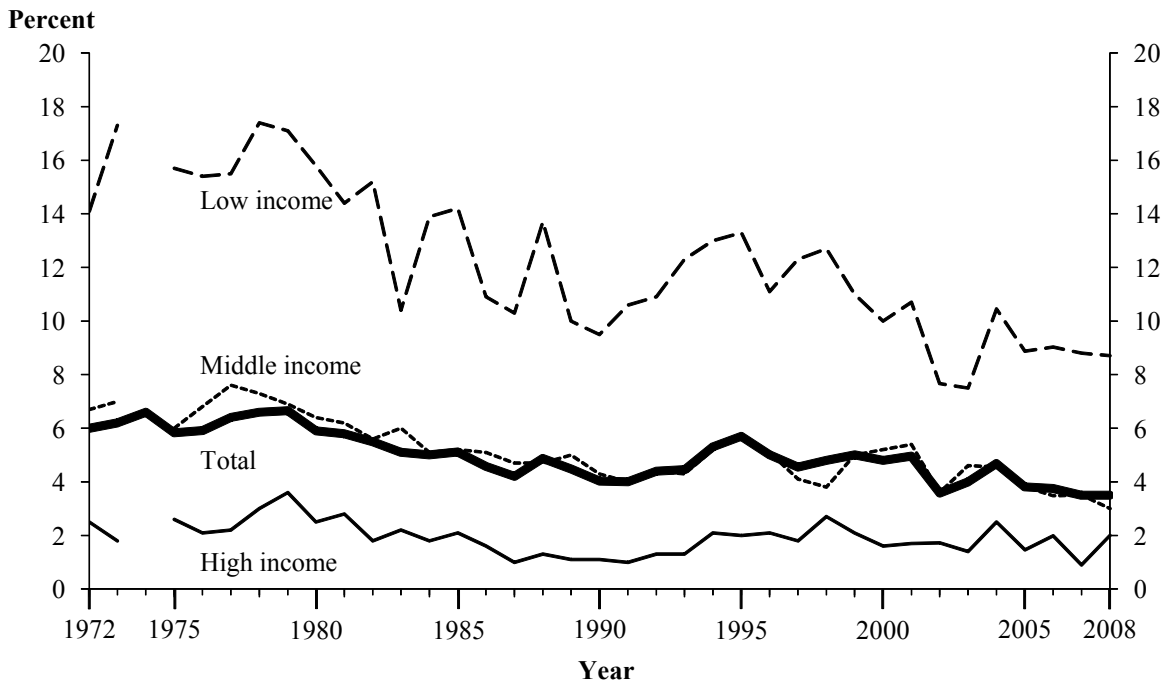 Percent
20 20
18 18
16 16
Low income
14 14
12 12
10 10
8 8
Middle income
6 6
Total
4 4
2 2
High income
0 0
1972 1975 1980 1985 1990 1995 2000 2005 2008
Year